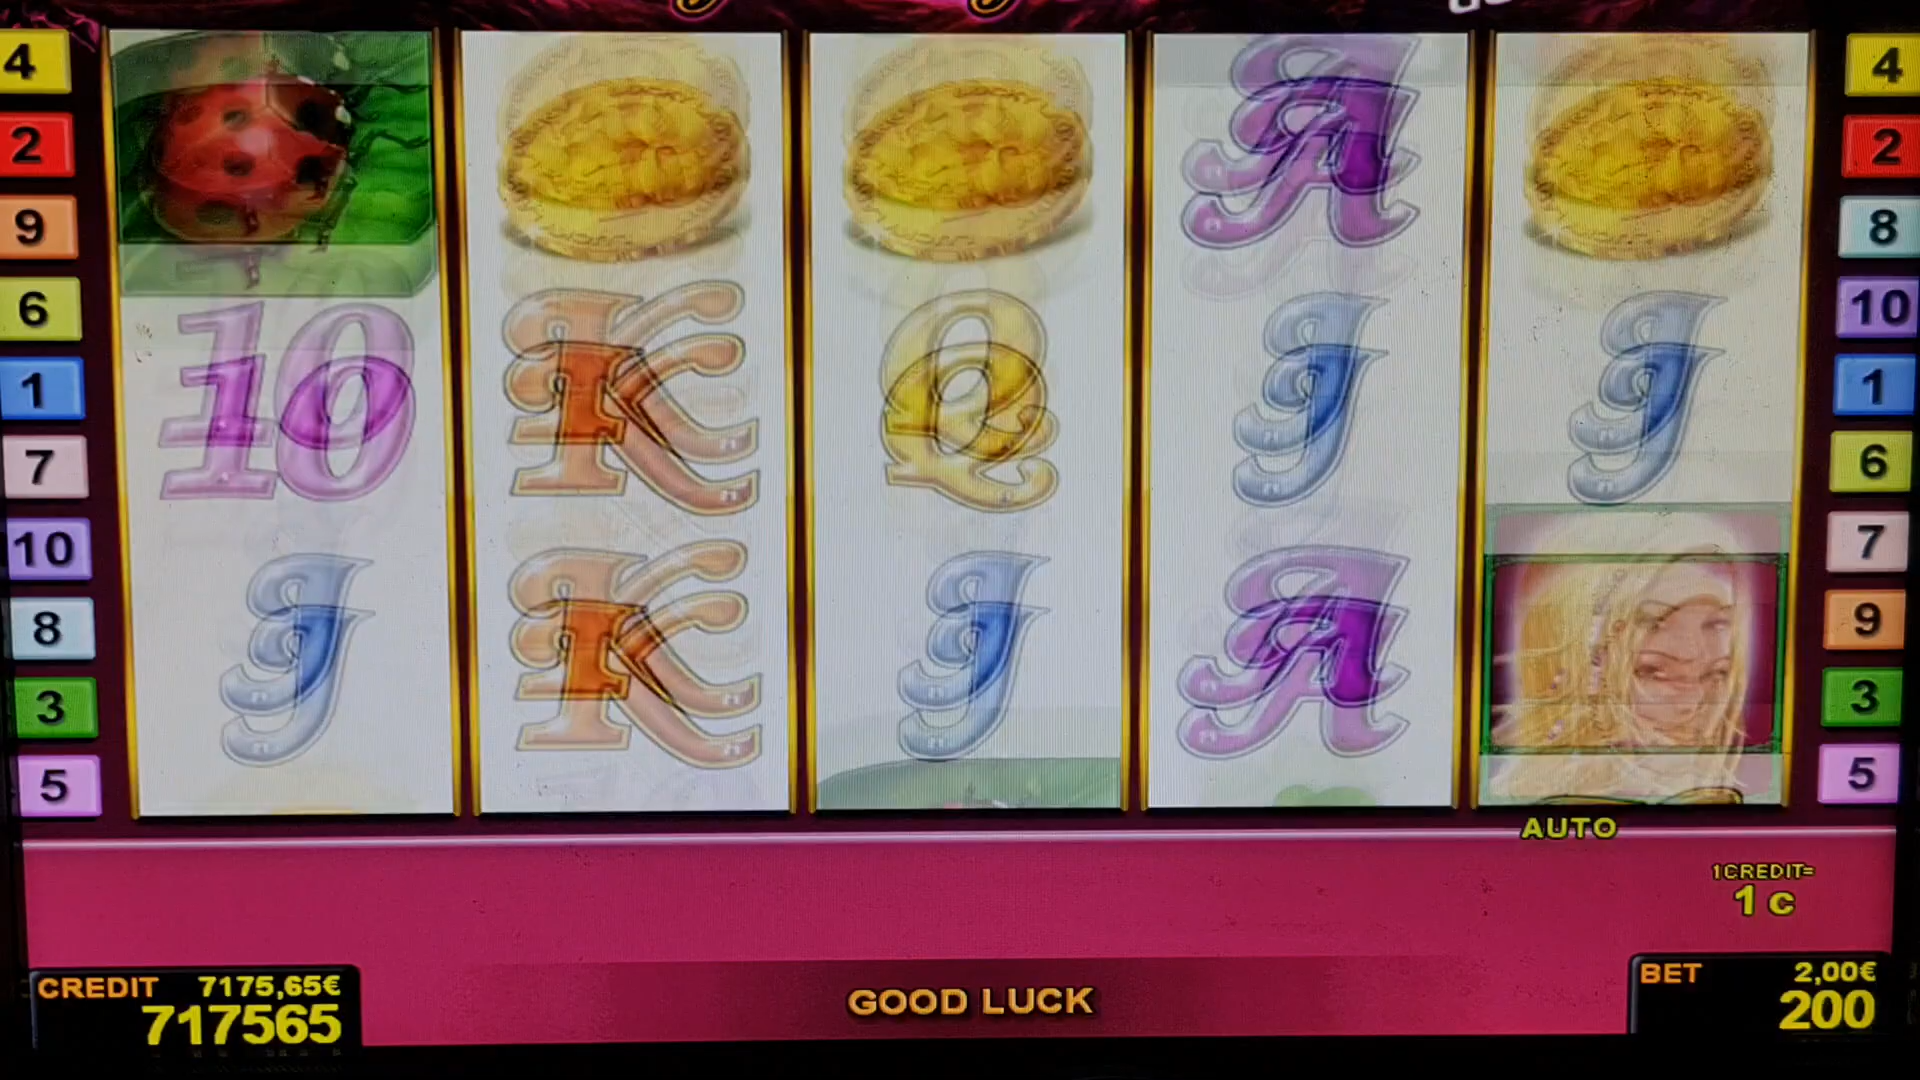 4 A 4
2 2
9 8
6 10
10 K Q J J
1 1
7 6
10 7
J K J A
8 9
3 3
5 5
AUTO
1CREDIT=
1 c
CREDIT 7175,65€
717565
GOOD LUCK
BET 2,00€
200